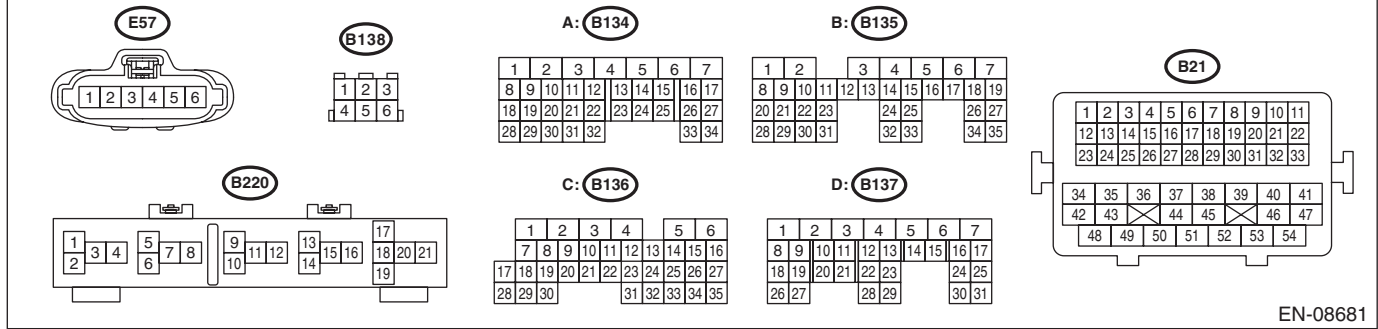 E57
1 2 3 4 5 6
B138
1 2 3
4 5 6
A: B134
1 2 3 4 5 6 7
8 9 10 11 12 13 14 15 16 17
18 19 20 21 22 23 24 25 26 27
28 29 30 31 32 33 34
B: B135
1 2 3 4 5 6 7
8 9 10 11 12 13 14 15 16 17 18 19
20 21 22 23 24 25 26 27
28 29 30 31 32 33 34 35
B21
1 2 3 4 5 6 7 8 9 10 11
12 13 14 15 16 17 18 19 20 21 22
23 24 25 26 27 28 29 30 31 32 33
34 35 36 37 38 39 40 41
42 43 44 45 46 47
48 49 50 51 52 53 54
B220
1 2 3 4 5 6 7 8 9 10 11 12 13 14 15 16 17 18 19 20 21
C: B136
1 2 3 4 5 6
7 8 9 10 11 12 13 14 15 16
17 18 19 20 21 22 23 24 25 26 27
28 29 30 31 32 33 34 35
D: B137
1 2 3 4 5 6 7
8 9 10 11 12 13 14 15 16 17
18 19 20 21 22 23 24 25
26 27 28 29 30 31
EN-08681